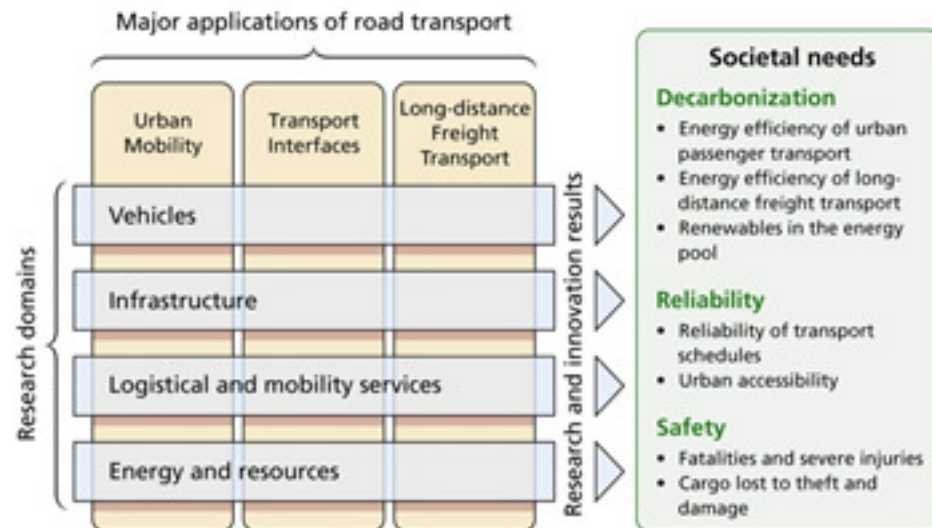 Major applications of road transport
Urban
Mobility
Transport
Interfaces
Long-distance
Freight
Transport
Research domains
Vehicles
Infrastructure
Logistical and mobility services
Energy and resources
Research and innovation results
Societal needs
Decarbonization
• Energy efficiency of urban
passenger transport
• Energy efficiency of long-
distance freight transport
• Renewables in the energy
pool
Reliability
• Reliability of transport
schedules
• Urban accessibility
Safety
• Fatalities and severe injuries
• Cargo lost to theft and
damage